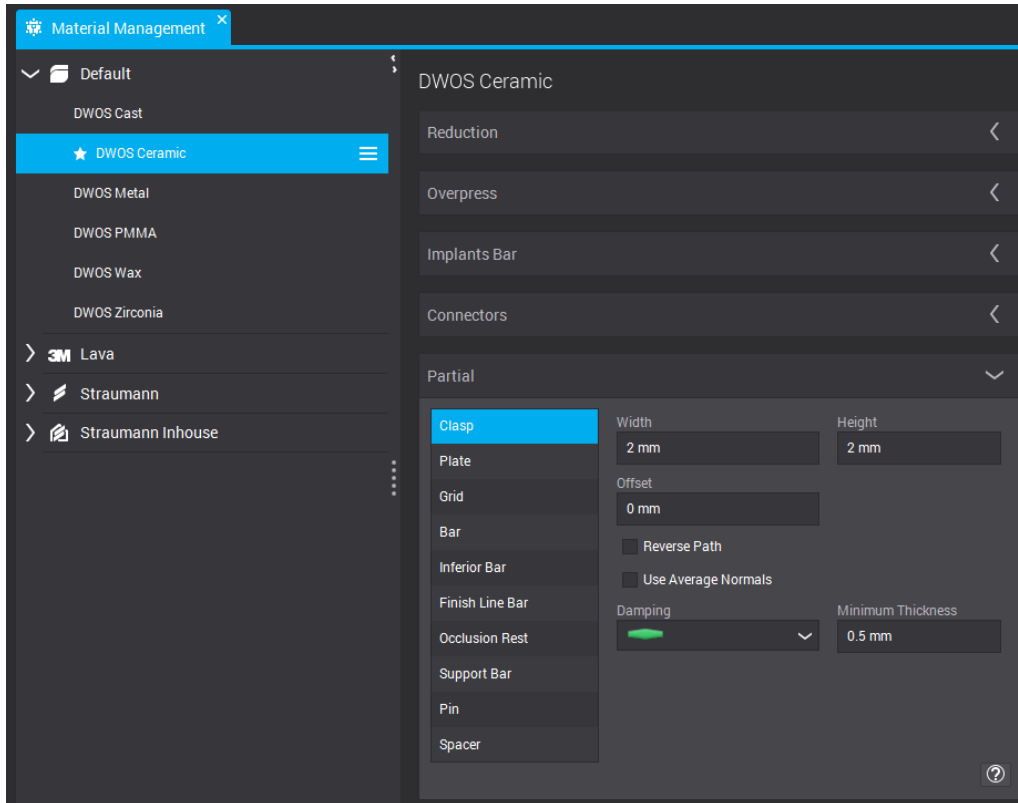 Material Management
Default
DWOS Cast
DWOS Ceramic
DWOS Metal
DWOS PMMA
DWOS Wax
DWOS Zirconia
3M Lava
Straumann
Straumann Inhouse
DWOS Ceramic
Reduction
Overpress
Implants Bar
Connectors
Partial
Clasp
Plate
Grid
Bar
Inferior Bar
Finish Line Bar
Occlusion Rest
Support Bar
Pin
Spacer
Width Height
2 mm 2 mm
Offset
0 mm
Reverse Path
Use Average Normals
Damping Minimum Thickness
0.5 mm
?